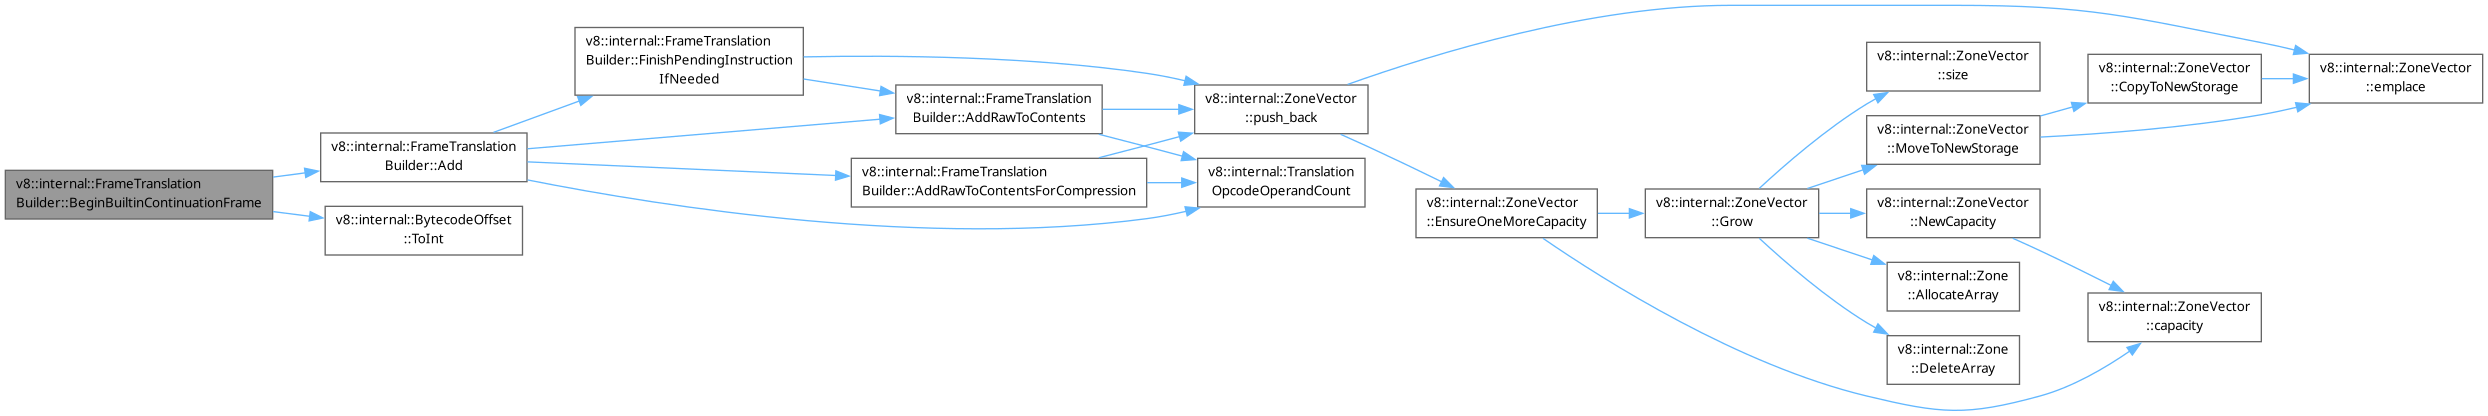 v8::internal::FrameTranslation
Builder::BeginBuiltinContinuationFrame
v8::internal::FrameTranslation
Builder::Add
v8::internal::BytecodeOffset
::ToInt
v8::internal::FrameTranslation
Builder::FinishPendingInstruction
IfNeeded
v8::internal::FrameTranslation
Builder::AddRawToContents
v8::internal::FrameTranslation
Builder::AddRawToContentsForCompression
v8::internal::ZoneVector
::push_back
v8::internal::Translation
OpcodeOperandCount
v8::internal::ZoneVector
::EnsureOneMoreCapacity
v8::internal::ZoneVector
::Grow
v8::internal::ZoneVector
::size
v8::internal::ZoneVector
::MoveToNewStorage
v8::internal::ZoneVector
::NewCapacity
v8::internal::Zone
::AllocateArray
v8::internal::Zone
::DeleteArray
v8::internal::ZoneVector
::CopyToNewStorage
v8::internal::ZoneVector
::capacity
v8::internal::ZoneVector
::emplace